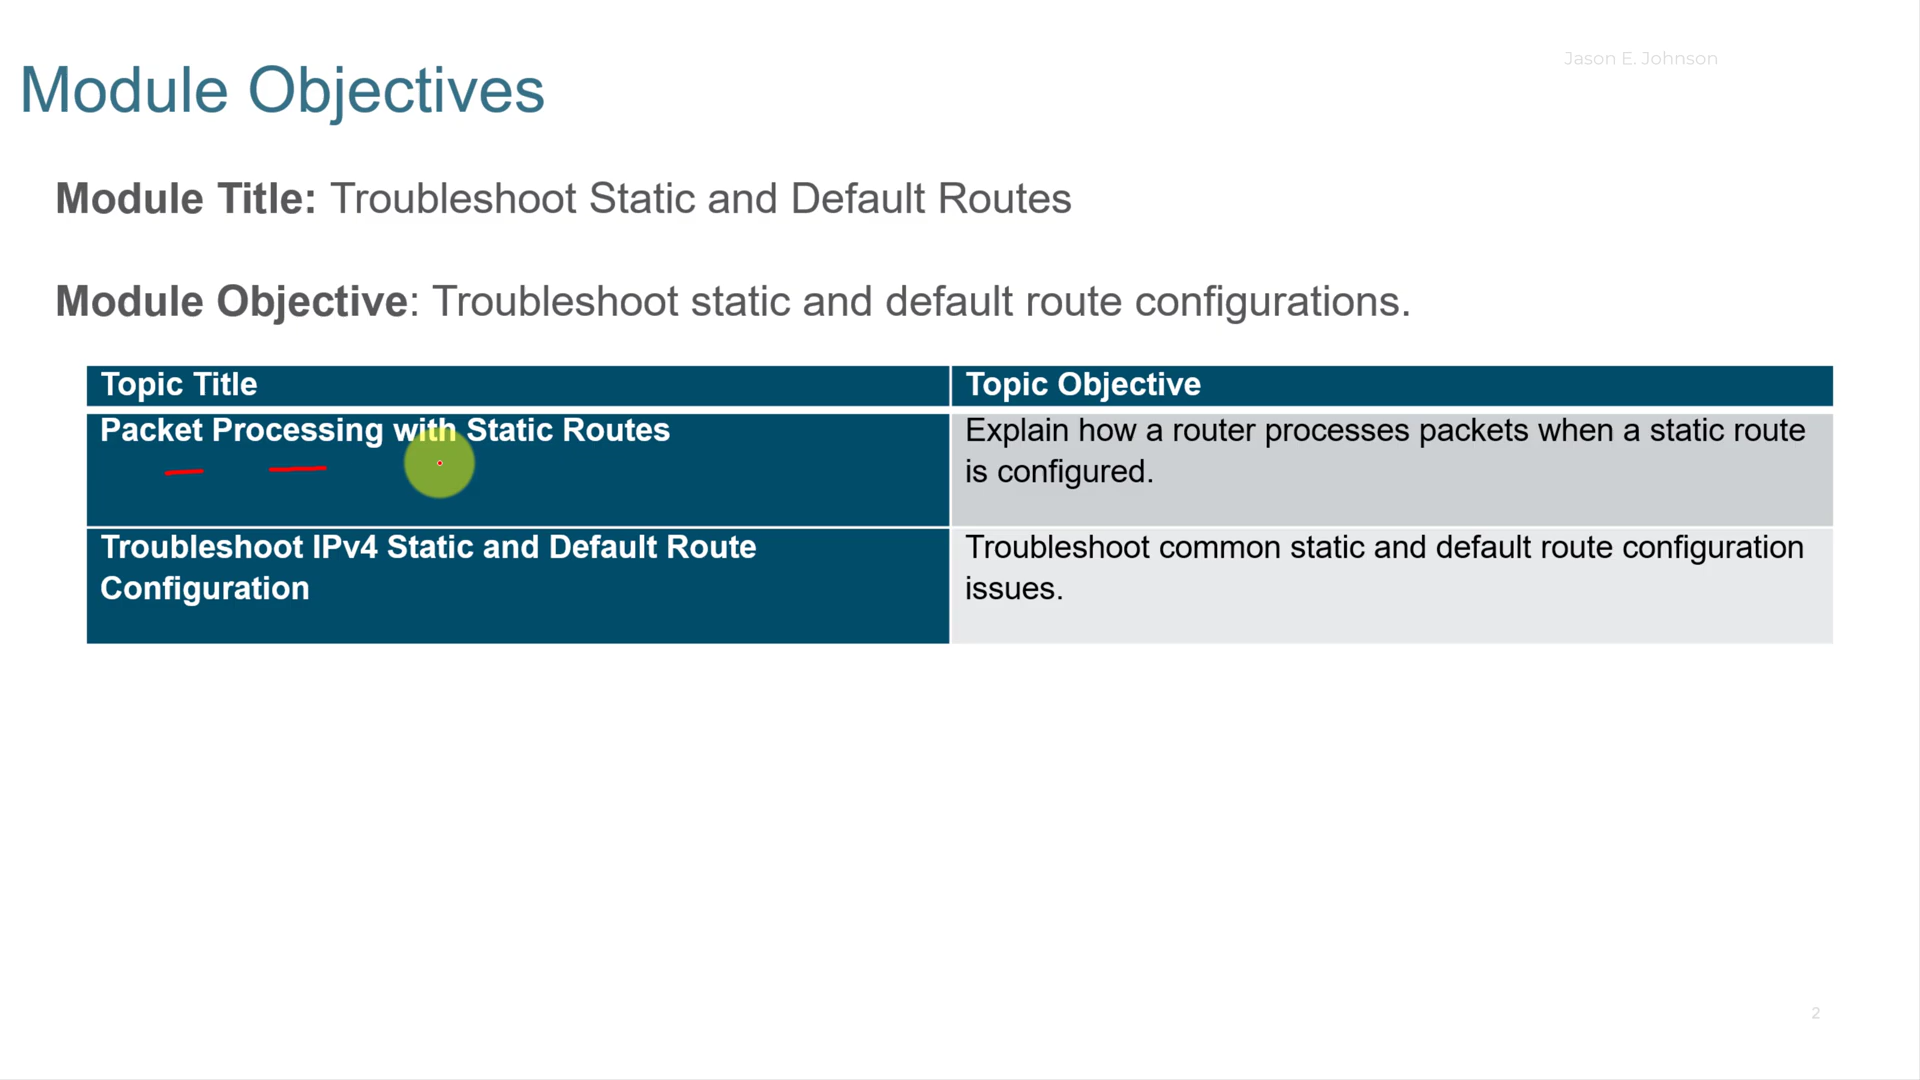 Jason E. Johnson
Module Objectives
Module Title: Troubleshoot Static and Default Routes
Module Objective: Troubleshoot static and default route configurations.
Topic Title
Topic Objective
Packet Processing with Static Routes
Explain how a router processes packets when a static route
is configured.
Troubleshoot IPv4 Static and Default Route
Configuration
Troubleshoot common static and default route configuration
issues.
2